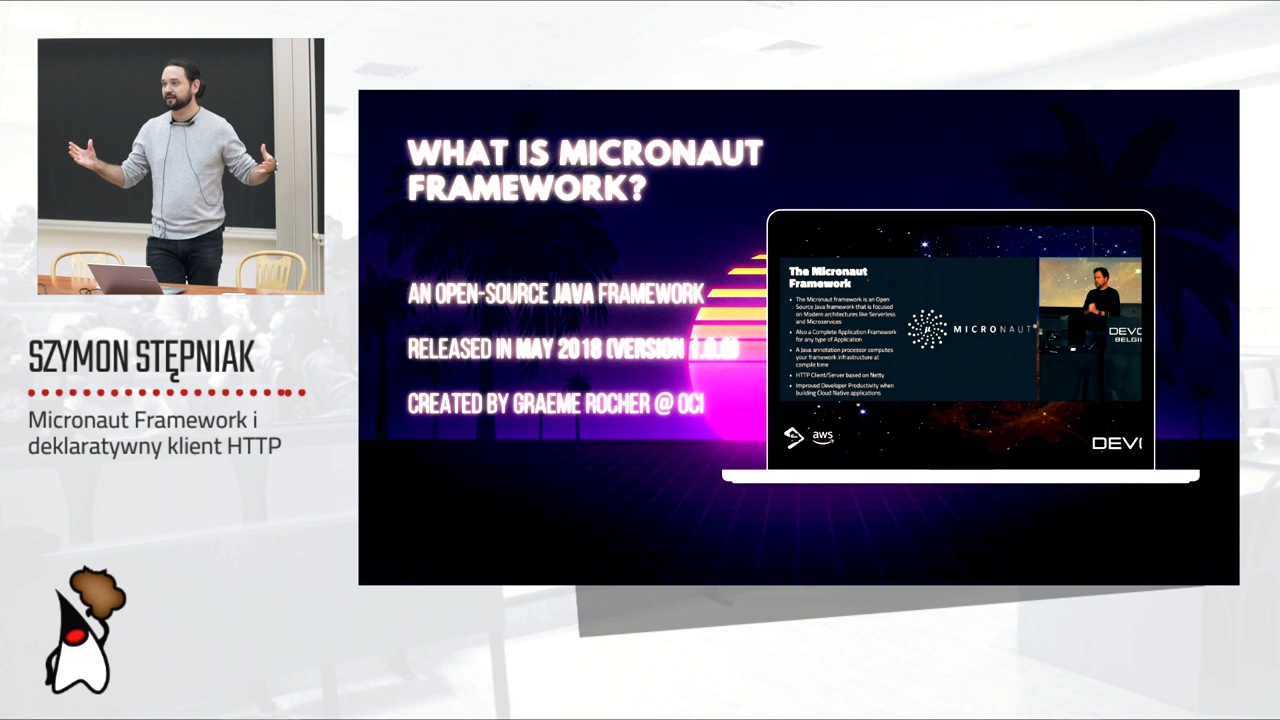 SZYMON STĘPNIAK
Micronaut Framework i
deklaratywny klient HTTP
WHAT IS MICRONAUT
FRAMEWORK?
AN OPEN-SOURCE JAVA FRAMEWORK
RELEASED IN MAY 2018 (VERSION 1.0.0)
CREATED BY GRAEME ROCHER @ OCI
The Micronaut
Framework
• The Micronaut framework is an Open
Source Java framework that is focused
on Modern architectures like Serverless
and Microservices
• Also a Complete Application Framework
for any type of Application
• A Java annotation processor computes
your framework infrastructure at
compile time
• HTTP Client/Server based on Netty
• Improved Developer Productivity when
building Cloud Native applications
μ MICRONAUT
DEVO
BELGI
aws
DEVO